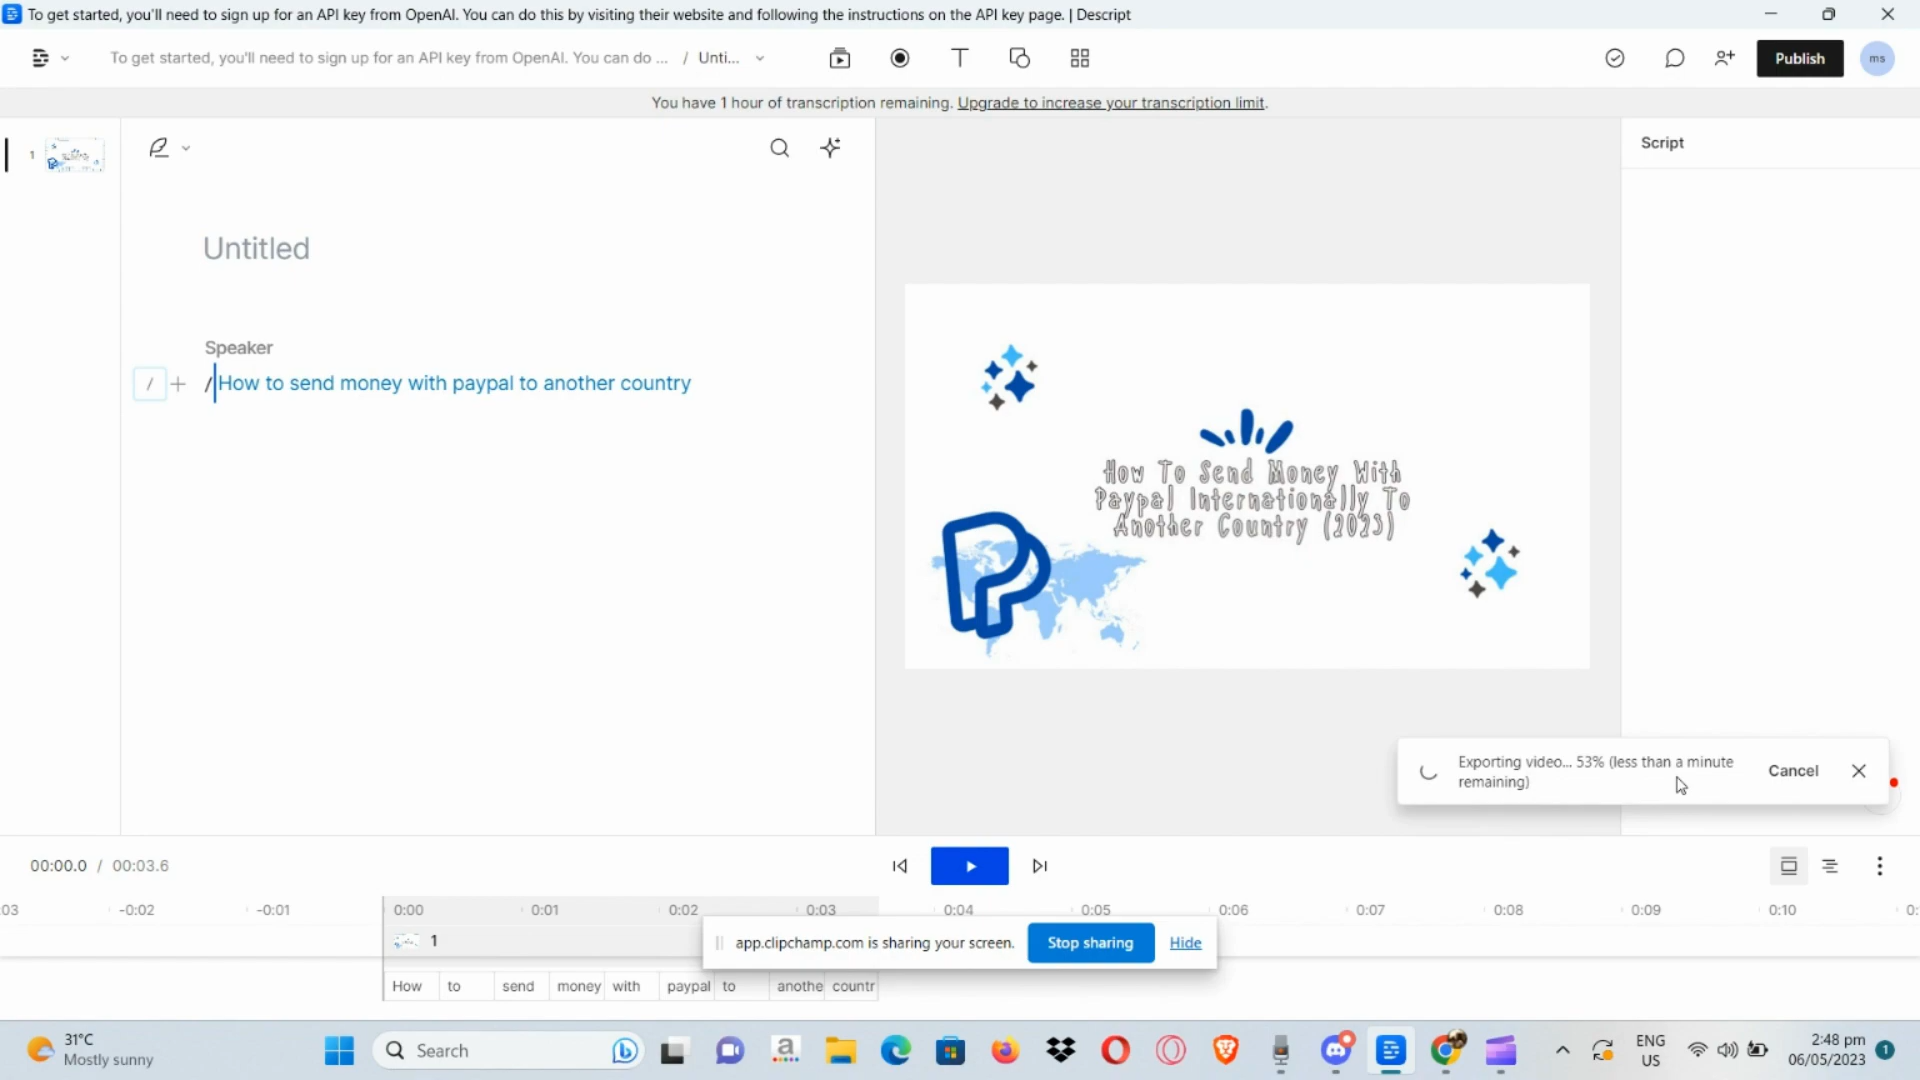 To get started, you'll need to sign up for an API key from OpenAI. You can do this by visiting their website and following the instructions on the API key page. | Descript
To get started, you'll need to sign up for an API key from OpenAI. You can do ... / Unti...
Publish
ms
You have 1 hour of transcription remaining. Upgrade to increase your transcription limit.
1
Script
Untitled
Speaker
/ + /How to send money with paypal to another country
How To Send Money With
Paypal Internationally To
Another Country (2023)
Exporting video... 53% (less than a minute
remaining)
Cancel
00:00.0 / 00:03.6
:03 -0:02 -0:01 0:00 0:01 0:02 0:03 0:04 0:05 0:06 0:07 0:08 0:09 0:10 0:
1
app.clipchamp.com is sharing your screen. Stop sharing Hide
How to send money with paypal to anothe countr
31°C
Mostly sunny
Search
ENG
US
2:48 pm
06/05/2023
1